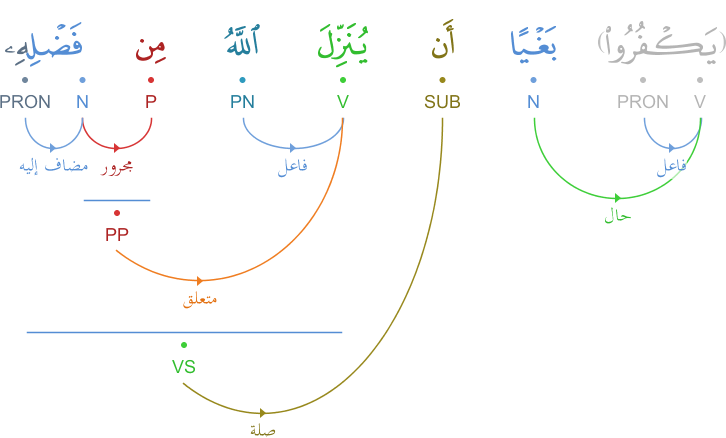 (يَكْفُرُوا۟) بَغْيًا أَن يُنَزِّلَ ٱللَّهُ مِن فَضْلِهِۦ
V PRON N SUB V PN P N PRON
فاعل فاعل مجرور مضاف إليه
حال
PP
متعلق
VS
صلة